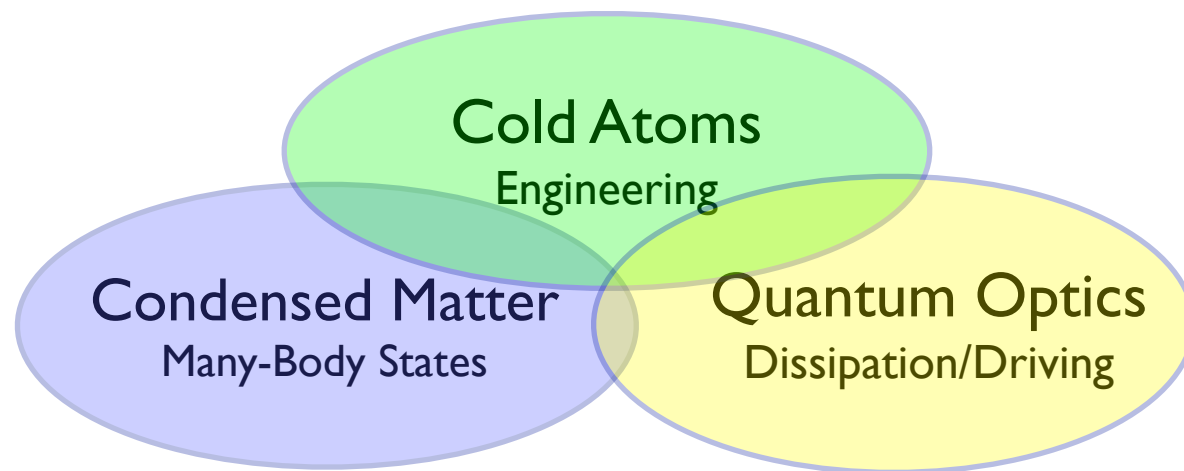 Cold Atoms
Engineering
Condensed Matter
Many-Body States
Quantum Optics
Dissipation/Driving